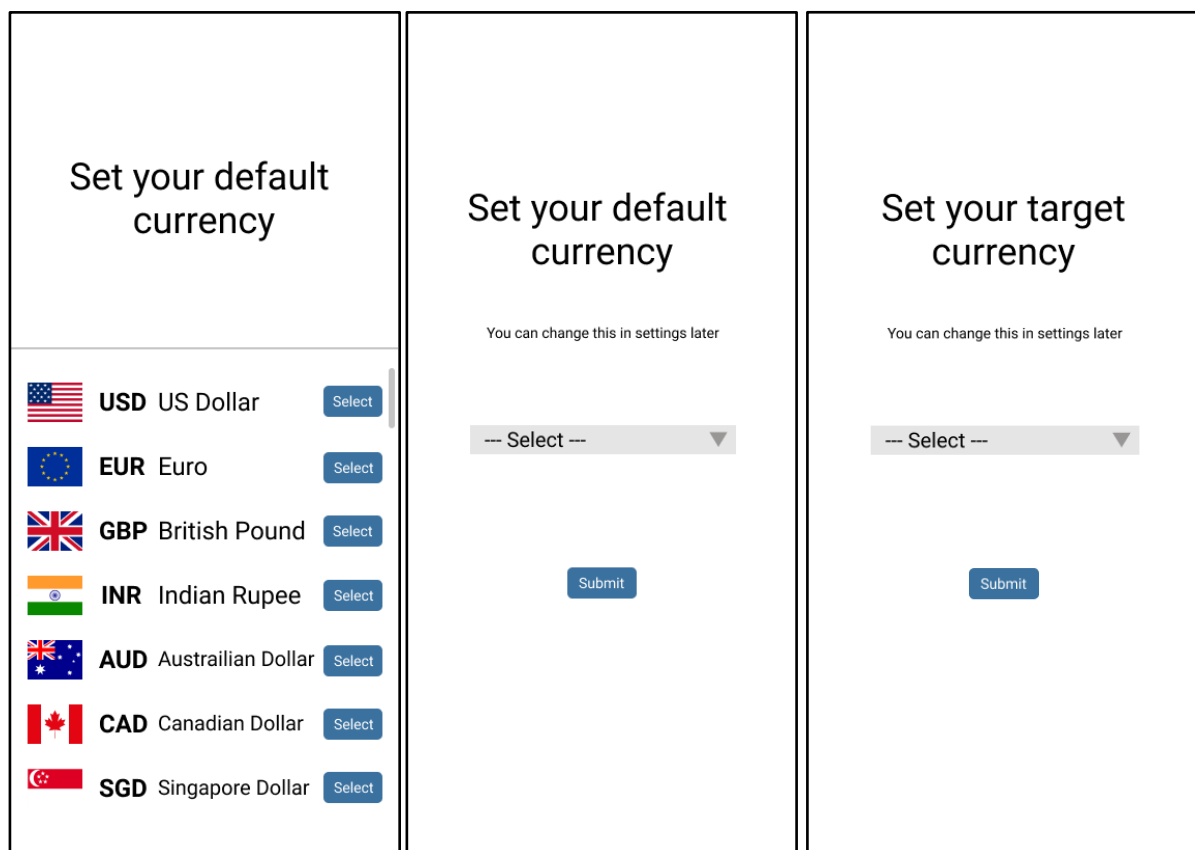 Set your default
currency
USD US Dollar Select
EUR Euro Select
GBP British Pound Select
INR Indian Rupee Select
AUD Austrailian Dollar Select
CAD Canadian Dollar Select
SGD Singapore Dollar Select
Set your default
currency
You can change this in settings later
--- Select ---
Submit
Set your target
currency
You can change this in settings later
--- Select ---
Submit